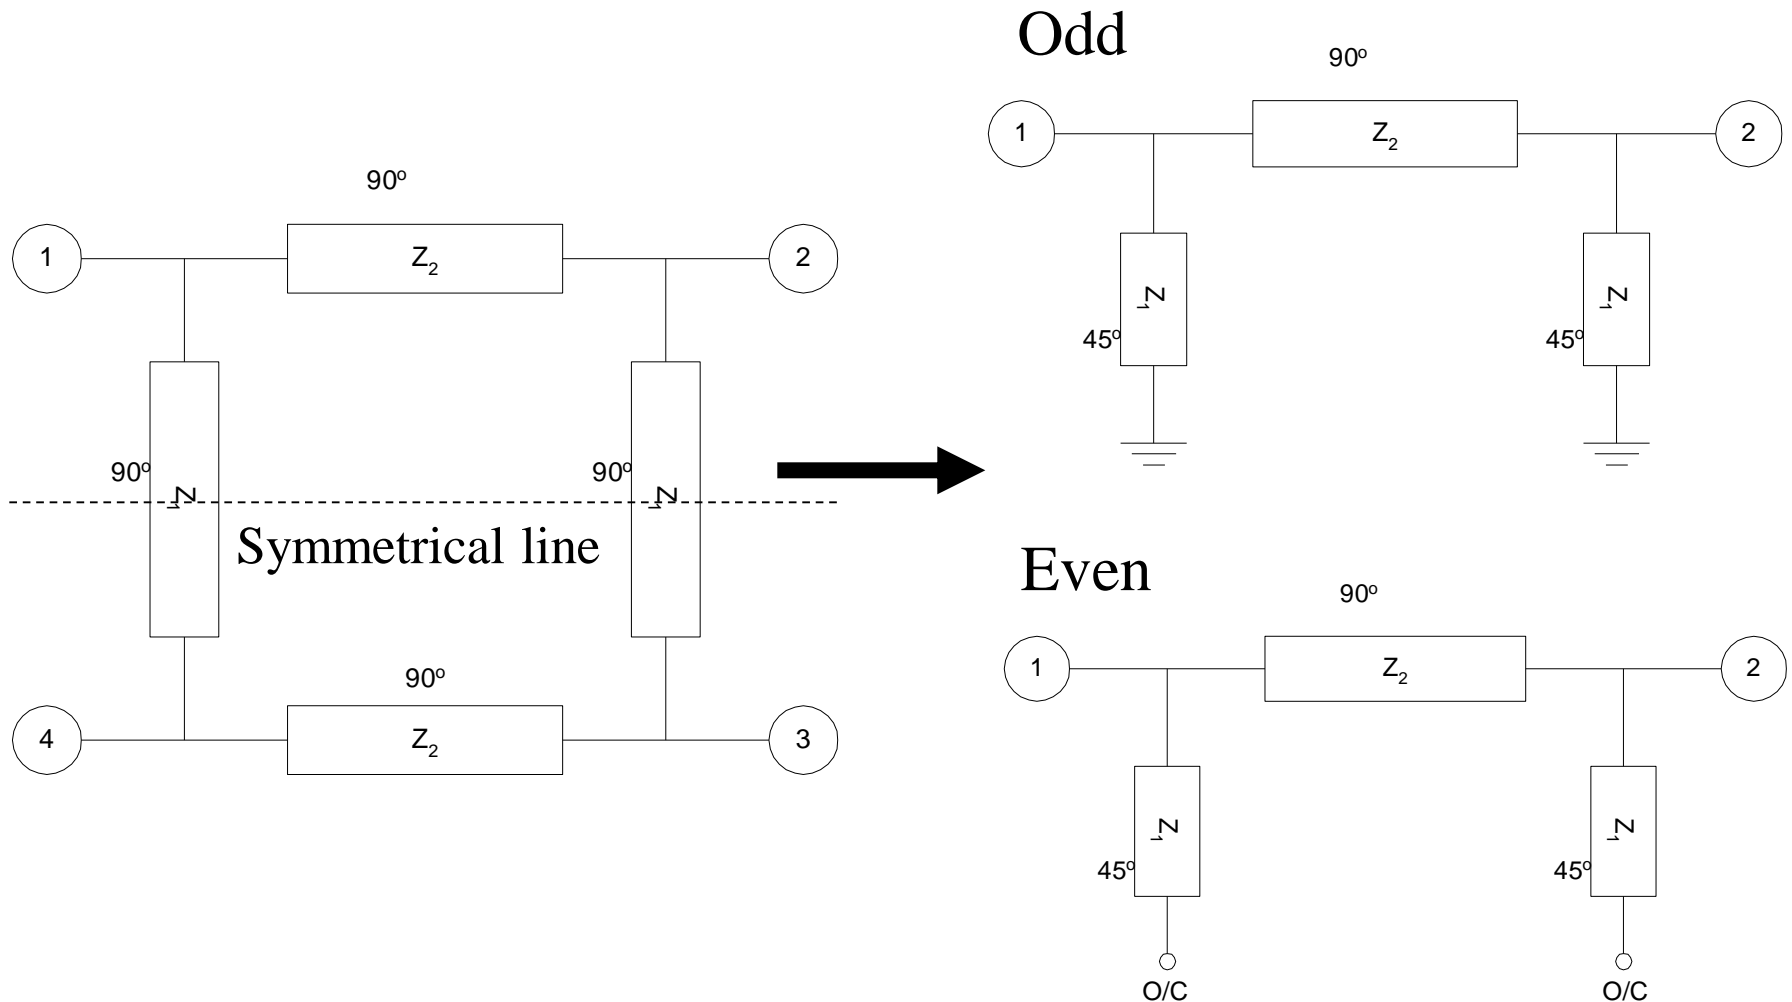 Odd
90º
1
Z2
2
Z1
45º
Z1
45º
90º
1
Z2
2
90º
Z1
90º
Z1
Symmetrical line
90º
4
Z2
3
Even
90º
1
Z2
2
Z1
45º
Z1
45º
O/C
O/C